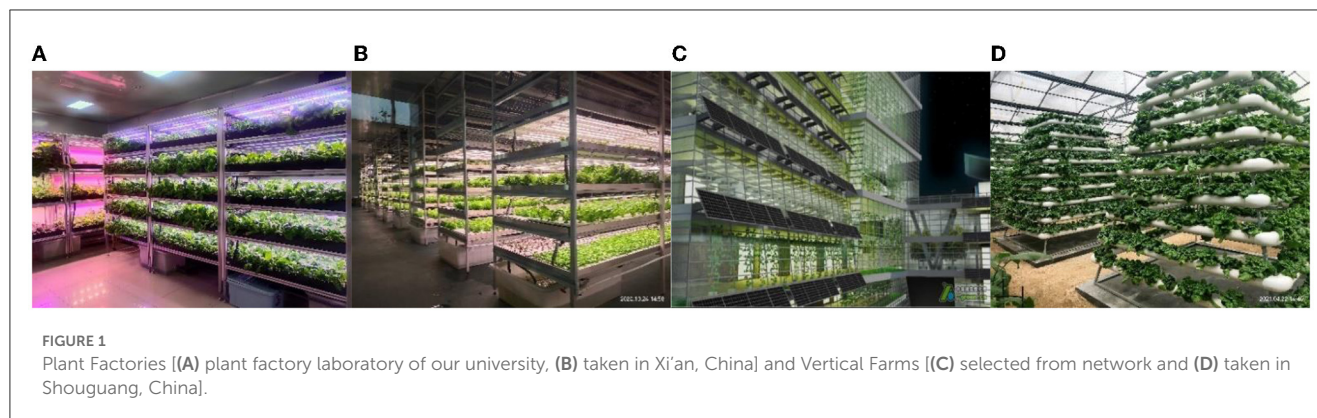 A B C D
FIGURE 1
Plant Factories [(A) plant factory laboratory of our university, (B) taken in Xi'an, China] and Vertical Farms [(C) selected from network and (D) taken in
Shouguang, China].